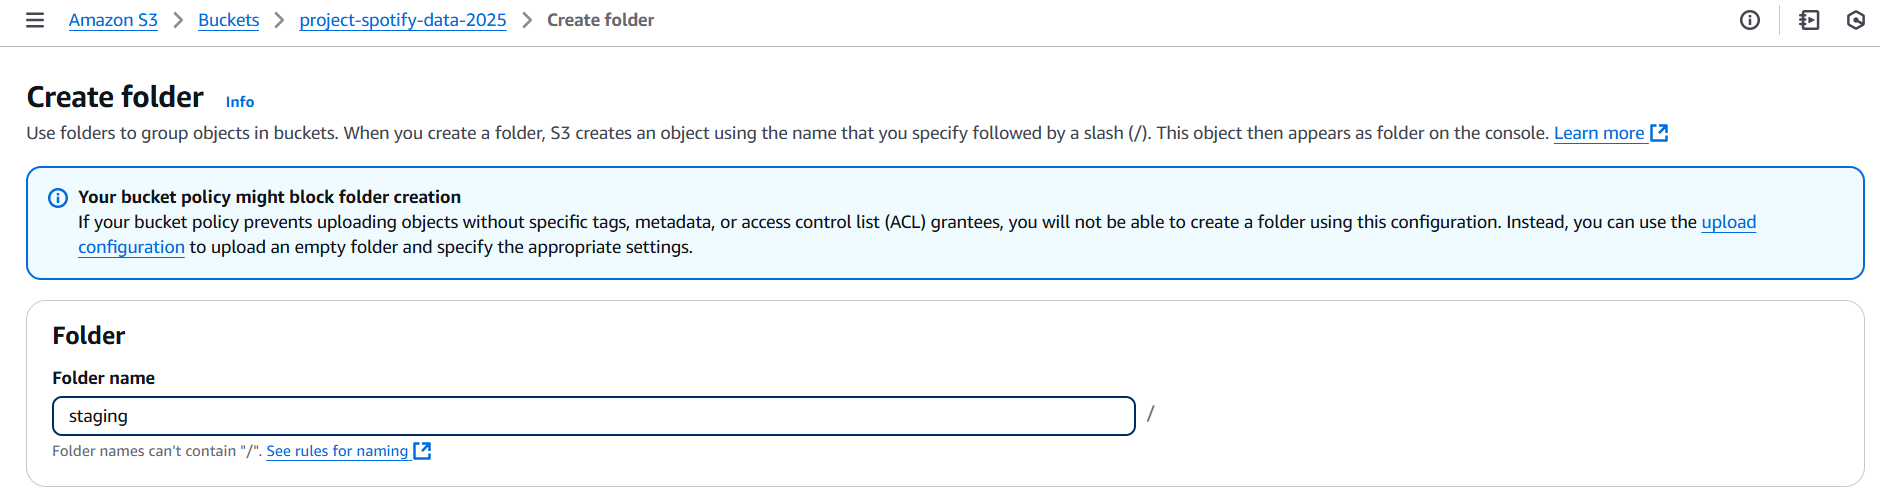 Amazon S3 > Buckets > project-spotify-data-2025 > Create folder
Create folder Info
Use folders to group objects in buckets. When you create a folder, S3 creates an object using the name that you specify followed by a slash (/). This object then appears as folder on the console. Learn more
Your bucket policy might block folder creation
If your bucket policy prevents uploading objects without specific tags, metadata, or access control list (ACL) grantees, you will not be able to create a folder using this configuration. Instead, you can use the upload
configuration to upload an empty folder and specify the appropriate settings.
Folder
Folder name
staging /
Folder names can't contain "/". See rules for naming